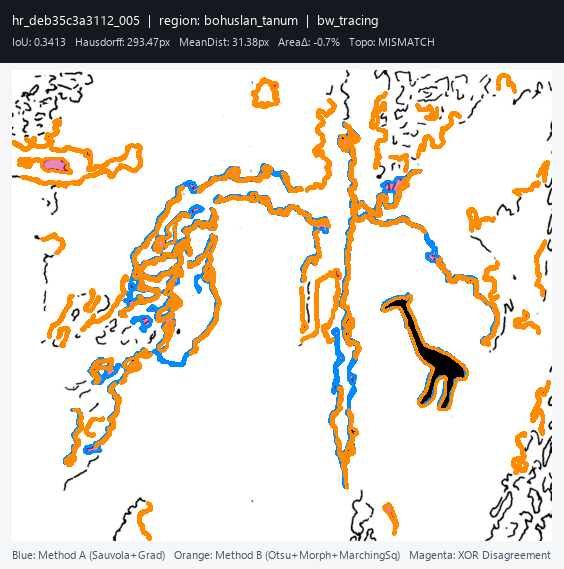 hr_deb35c3a3112_005 | region: bohuslan_tanum | bw_tracing
IoU: 0.3413 Hausdorff: 293.47px MeanDist: 31.38px AreaΔ: -0.7% Topo: MISMATCH
Blue: Method A (Sauvola+Grad) Orange: Method B (Otsu+Morph+MarchingSq) Magenta: XOR Disagreement